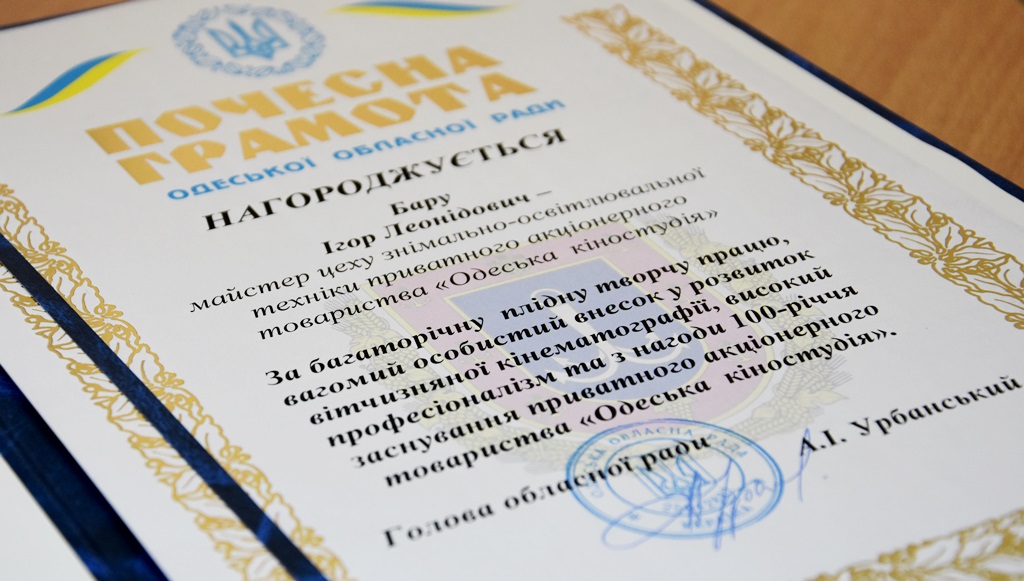 ПОЧЕСНА
ГРАМОТА
ОДЕСЬКОЇ ОБЛАСНОЇ РАДИ
НАГОРОДЖУЄТЬСЯ
Бару
Ігор Леонідович –
майстер цеху знімально-освітлювальної
техніки приватного акціонерного
товариства «Одеська кіностудія»
За багаторічну плідну творчу працю,
вагомий особистий внесок у розвиток
вітчизняної кінематографії, високий
професіоналізм та з нагоди 100-річчя
заснування приватного акціонерного
товариства «Одеська кіностудія».
Голова обласної ради А.І. Урбанський
ОБЛАСНА РАДА